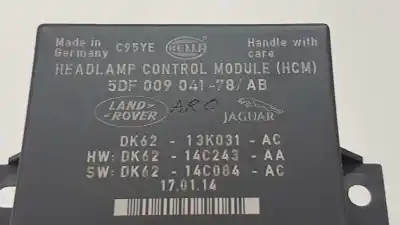 Made in Germany C95YE HELLA Handle with care
HEADLAMP CONTROL MODULE (HCM)
5DF 009 041-78/AB
LAND ROVER ARC JAGUAR
DK62 - 13K031 - AC
HW: DK62 - 14C243 - AA
SW: DK62 - 14C084 - AC
17.01.14